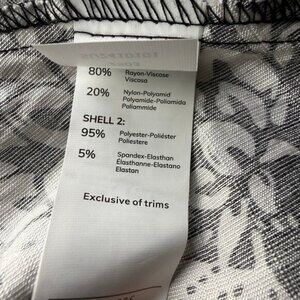 80% Rayon-Viscose
Viscosa
20% Nylon-Polyamid
Polyamide-Poliamida
Poliammide
SHELL 2:
95% Polyester-Poliéster
Poliestere
5% Spandex-Elasthan
Elasthanne-Elastano
Elastan
Exclusive of trims